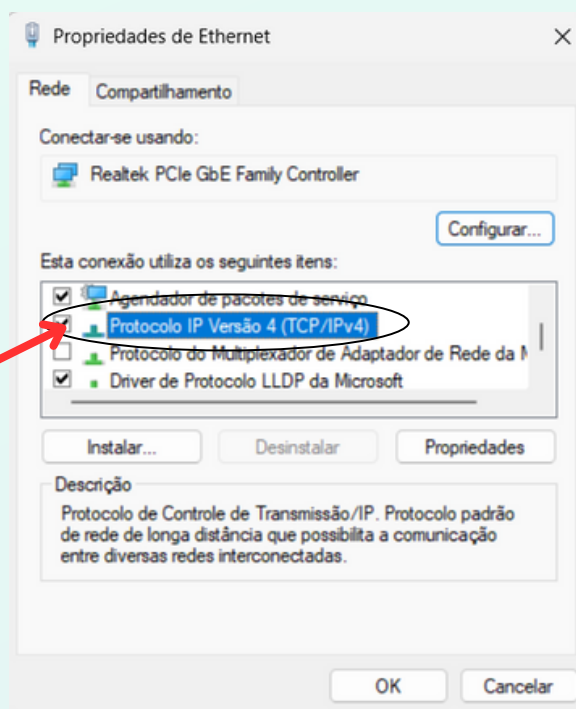 Propriedades de Ethernet
Rede
Compartilhamento
Conectar-se usando:
Realtek PCIe GbE Family Controller
Configurar...
Esta conexão utiliza os seguintes itens:
Agendador de pacotes de serviço
Protocolo IP Versão 4 (TCP/IPv4)
Protocolo do Multiplexador de Adaptador de Rede da M
Driver de Protocolo LLDP da Microsoft
Instalar...
Desinstalar
Propriedades
Descrição
Protocolo de Controle de Transmissão/IP. Protocolo padrão
de rede de longa distância que possibilita a comunicação
entre diversas redes interconectadas.
OK
Cancelar